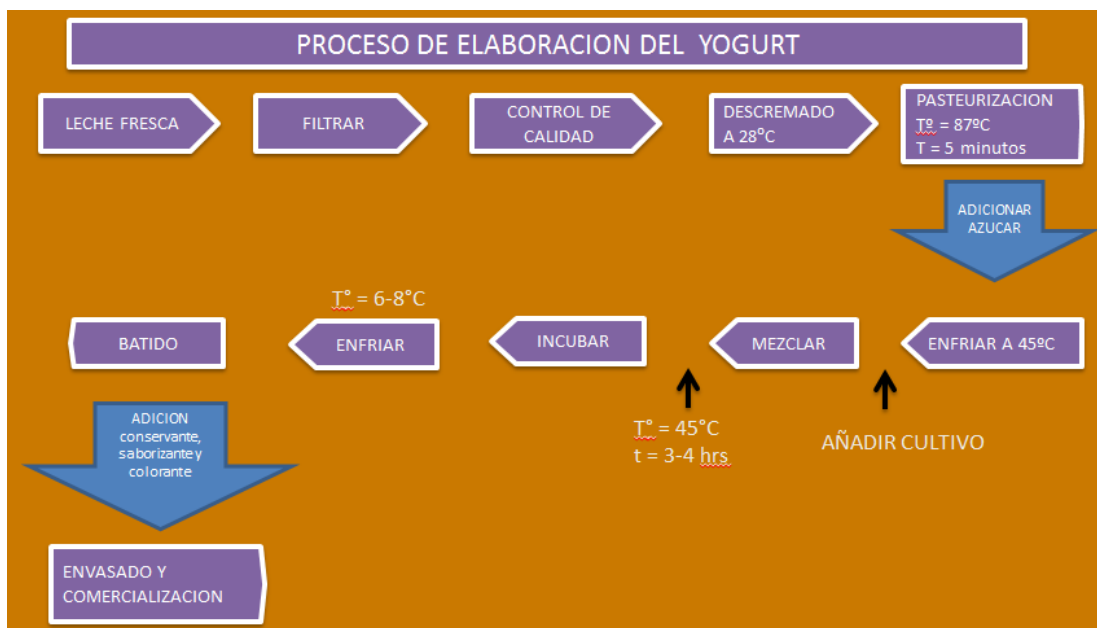 PROCESO DE ELABORACION DEL YOGURT
LECHE FRESCA
FILTRAR
CONTROL DE
CALIDAD
DESCREMADO
A 28°C
PASTEURIZACION
Tº = 87ºC
T = 5 minutos
ADICIONAR
AZUCAR
ENFRIAR A 45ºC
AÑADIR CULTIVO
MEZCLAR
T° = 45°C
t = 3-4 hrs
INCUBAR
T° = 6-8°C
ENFRIAR
BATIDO
ADICION
conservante,
saborizante y
colorante
ENVASADO Y
COMERCIALIZACION